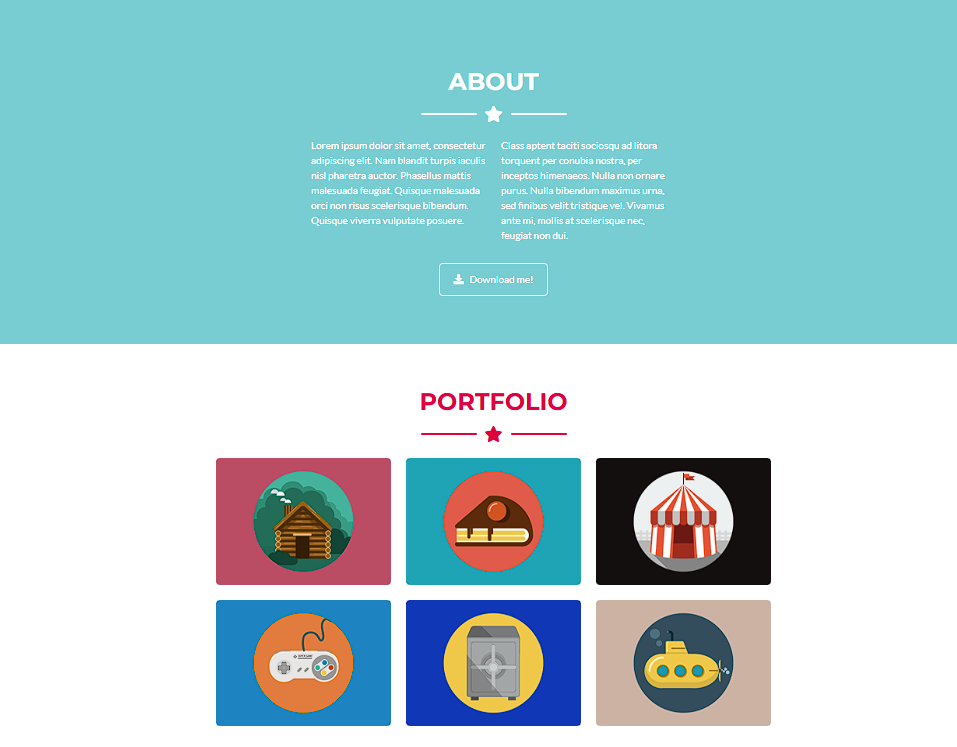 ABOUT
Lorem ipsum dolor sit amet, consectetur
adipiscing elit. Nam blandit turpis iaculis
nisl pharetra auctor. Phasellus mattis
malesuada feugiat. Quisque malesuada
orci non risus scelerisque bibendum.
Quisque viverra vulputate posuere.
Class aptent taciti sociosqu ad litora
torquent per conubia nostra, per
inceptos himenaeos. Nulla non ornare
purus. Nulla bibendum maximus urna,
sed finibus velit tristique vel. Vivamus
ante mi, mollis at scelerisque nec,
feugiat non dui.
Download me!
PORTFOLIO